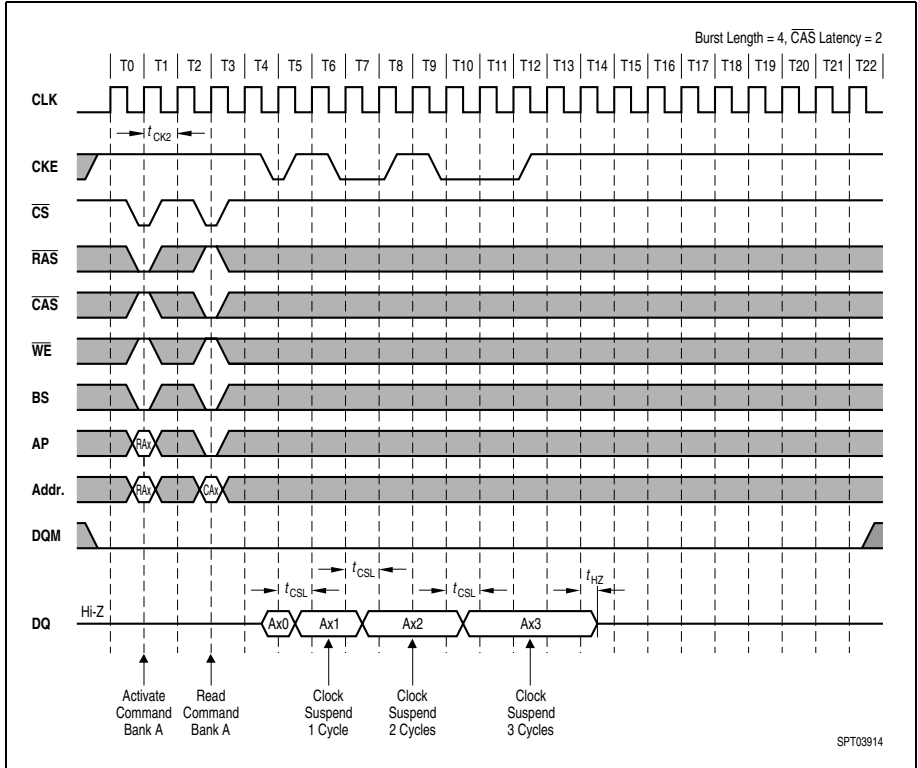 Burst Length = 4, CAS Latency = 2
T0 T1 T2 T3 T4 T5 T6 T7 T8 T9 T10 T11 T12 T13 T14 T15 T16 T17 T18 T19 T20 T21 T22
CLK
tCK2
CKE
CS
RAS
CAS
WE
BS
AP RAx
Addr. RAx CAx
DQM
tCSL tCSL tCSL tHZ
DQ Hi-Z Ax0 Ax1 Ax2 Ax3
Activate Read Clock Clock Clock
Command Command Suspend Suspend Suspend
Bank A Bank A 1 Cycle 2 Cycles 3 Cycles
SPT03914